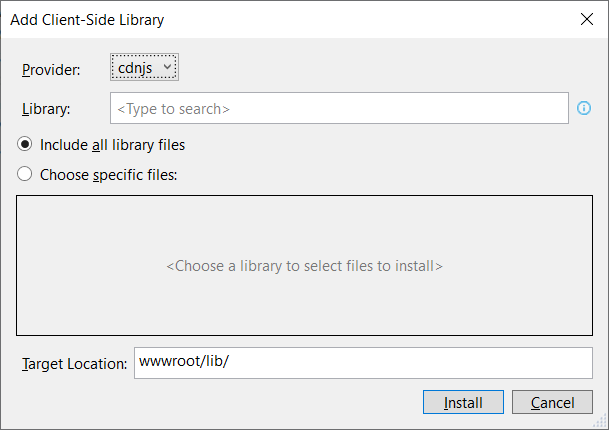 Add Client-Side Library
Provider: cdnjs
Library: <Type to search>
Include all library files
Choose specific files:
<Choose a library to select files to install>
Target Location: wwwroot/lib/
Install Cancel